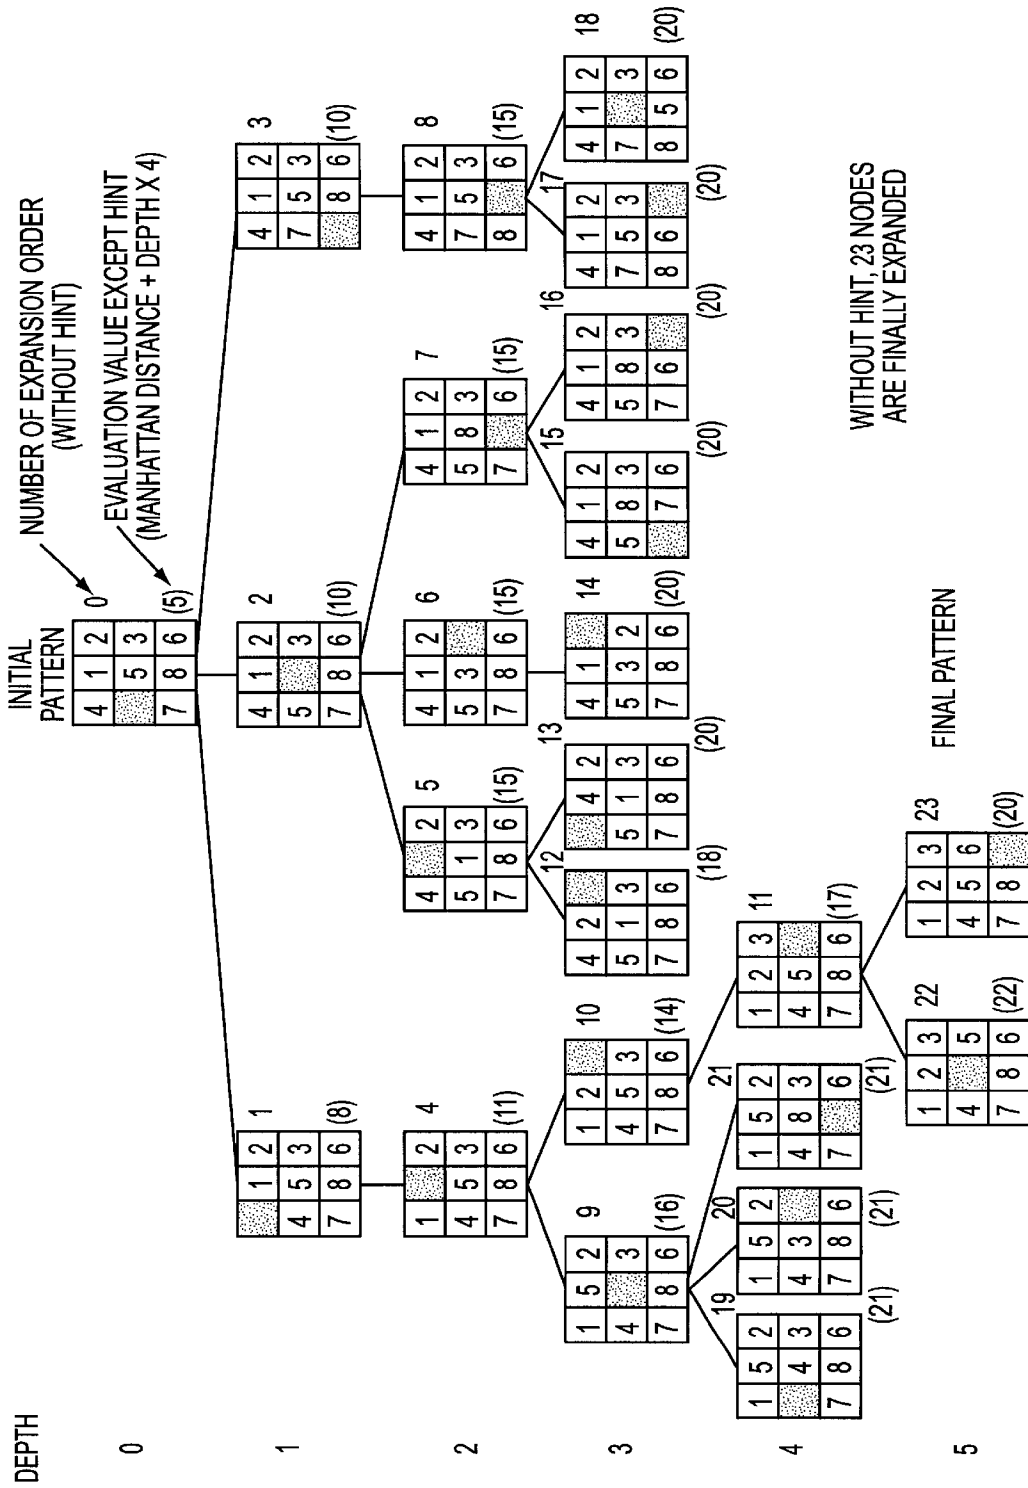 DEPTH
INITIAL
PATTERN
NUMBER OF EXPANSION ORDER
(WITHOUT HINT)
EVALUATION VALUE EXCEPT HINT
(MANHATTAN DISTANCE + DEPTH X 4)
0
0
4 1 2
5 3
7 8 6
(5)
1
1
1 2
4 5 3
7 8 6
(8)
2
4 1 2
5 3
7 8 6
(10)
3
4 1 2
7 5 3
8 6
(10)
2
4
1 2
4 5 3
7 8 6
(11)
5
4 2
5 1 3
7 8 6
(15)
6
4 1 2
5 3
7 8 6
(15)
7
4 1 2
5 8 3
7 6
(15)
8
4 1 2
7 5 3
8 6
(15)
3
9
1 5 2
4 3
7 8 6
(16)
10
1 2
4 5 3
7 8 6
(14)
12
4 2
5 1 3
7 8 6
(18)
13
4 2
5 1 3
7 8 6
(20)
14
4 1
5 3 2
7 8 6
(20)
15
4 1 2
5 8 3
7 6
(20)
16
4 1 2
5 8 3
7 6
(20)
17
4 1 2
7 5 3
8 6
(20)
18
4 1 2
7 3
8 5 6
(20)
4
19
1 5 2
4 3
7 8 6
(21)
20
1 5 2
4 3
7 8 6
(21)
21
1 5 2
4 8 3
7 6
(21)
11
1 2 3
4 5
7 8 6
(17)
WITHOUT HINT, 23 NODES
ARE FINALLY EXPANDED
5
22
1 2 3
4 5
7 8 6
(22)
23
1 2 3
4 5 6
7 8
(20)
FINAL PATTERN